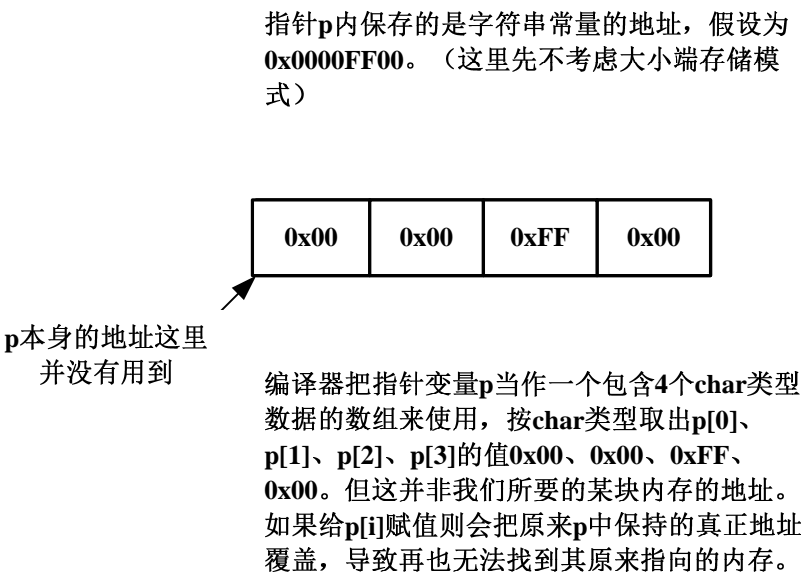 指针p内保存的是字符串常量的地址，假设为
0x0000FF00。（这里先不考虑大小端存储模
式）
0x00 0x00 0xFF 0x00
p本身的地址这里
并没有用到
编译器把指针变量p当作一个包含4个char类型
数据的数组来使用，按char类型取出p[0]、
p[1]、p[2]、p[3]的值0x00、0x00、0xFF、
0x00。但这并非我们所要的某块内存的地址。
如果给p[i]赋值则会把原来p中保持的真正地址
覆盖，导致再也无法找到其原来指向的内存。